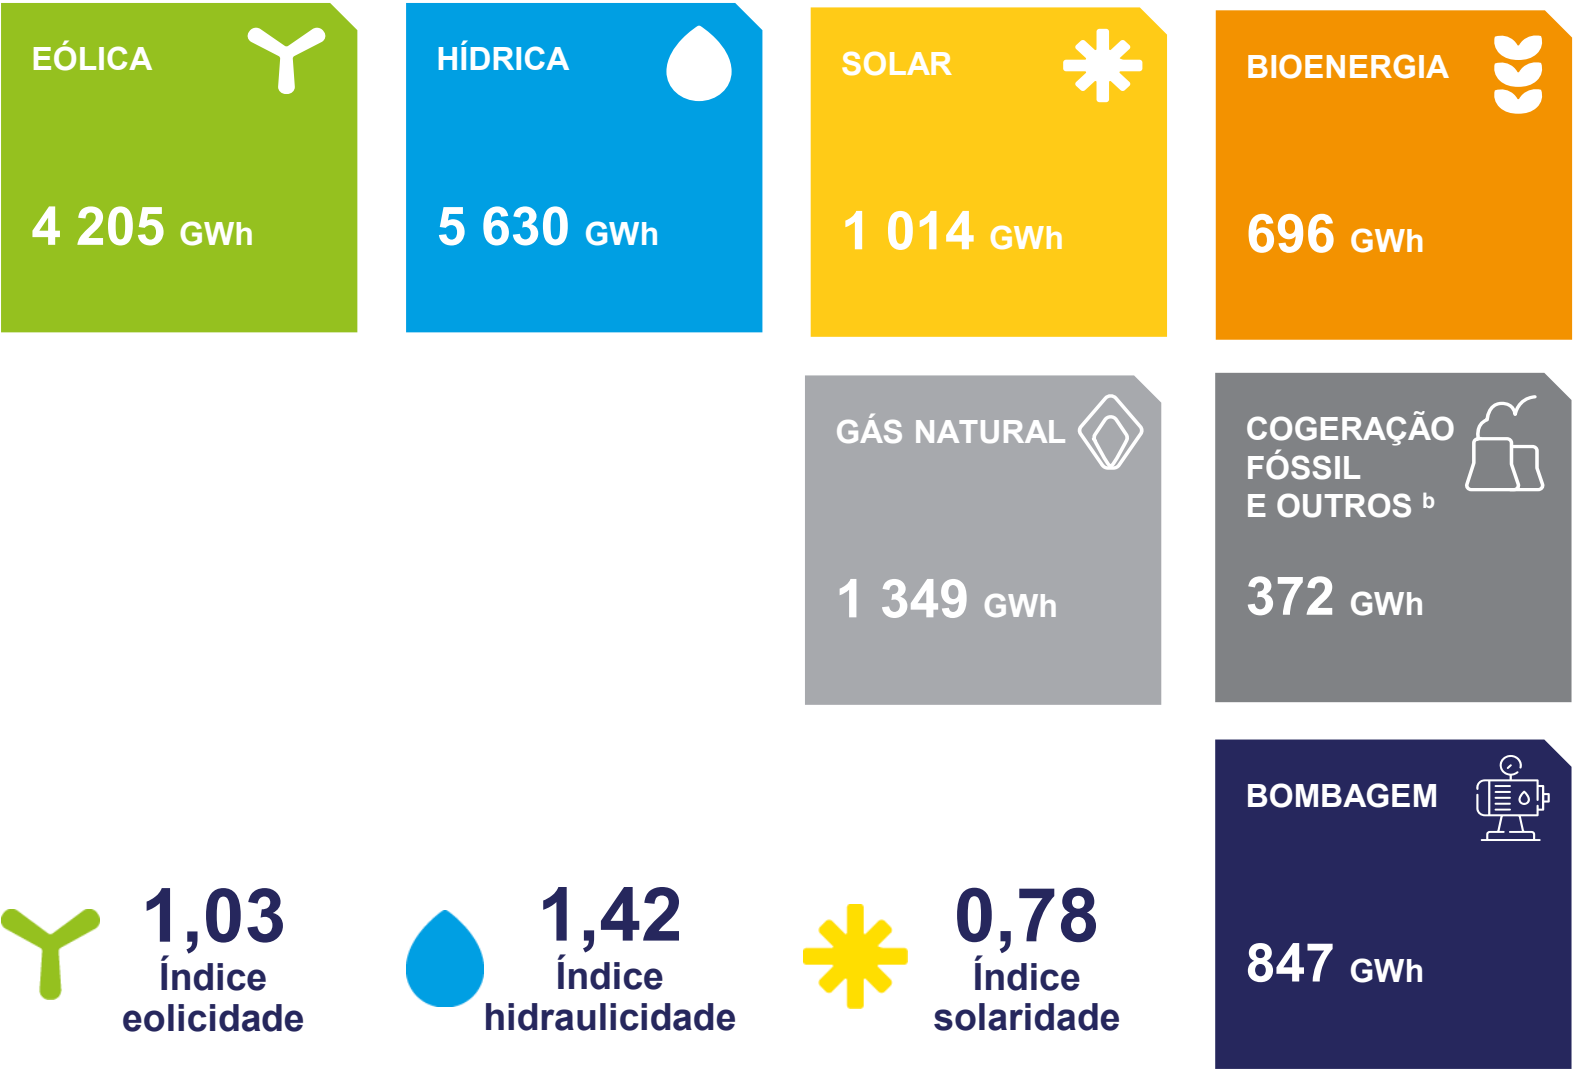 EÓLICA
4 205 GWh
HÍDRICA
5 630 GWh
SOLAR
1 014 GWh
BIOENERGIA
696 GWh
GÁS NATURAL
1 349 GWh
COGERAÇÃO
FÓSSIL
E OUTROS ᵇ
372 GWh
BOMBAGEM
847 GWh
1,03
Índice
eolicidade
1,42
Índice
hidraulicidade
0,78
Índice
solaridade